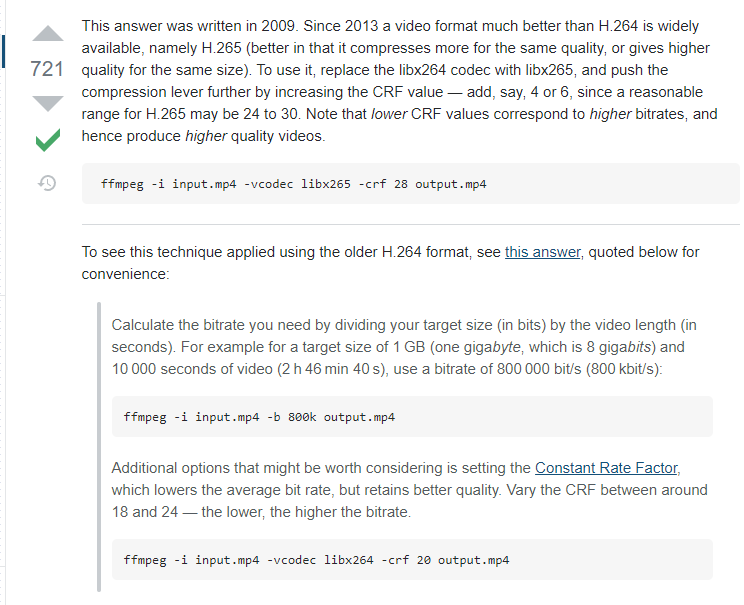 This answer was written in 2009. Since 2013 a video format much better than H.264 is widely
available, namely H.265 (better in that it compresses more for the same quality, or gives higher
721
quality for the same size). To use it, replace the libx264 codec with libx265, and push the
compression lever further by increasing the CRF value — add, say, 4 or 6, since a reasonable
range for H.265 may be 24 to 30. Note that lower CRF values correspond to higher bitrates, and
hence produce higher quality videos.
ffmpeg -i input.mp4 -vcodec libx265 -crf 28 output.mp4
To see this technique applied using the older H.264 format, see this answer, quoted below for
convenience:
Calculate the bitrate you need by dividing your target size (in bits) by the video length (in
seconds). For example for a target size of 1 GB (one gigabyte, which is 8 gigabits) and
10 000 seconds of video (2 h 46 min 40 s), use a bitrate of 800 000 bit/s (800 kbit/s):
ffmpeg -i input.mp4 -b 800k output.mp4
Additional options that might be worth considering is setting the Constant Rate Factor,
which lowers the average bit rate, but retains better quality. Vary the CRF between around
18 and 24 — the lower, the higher the bitrate.
ffmpeg -i input.mp4 -vcodec libx264 -crf 20 output.mp4